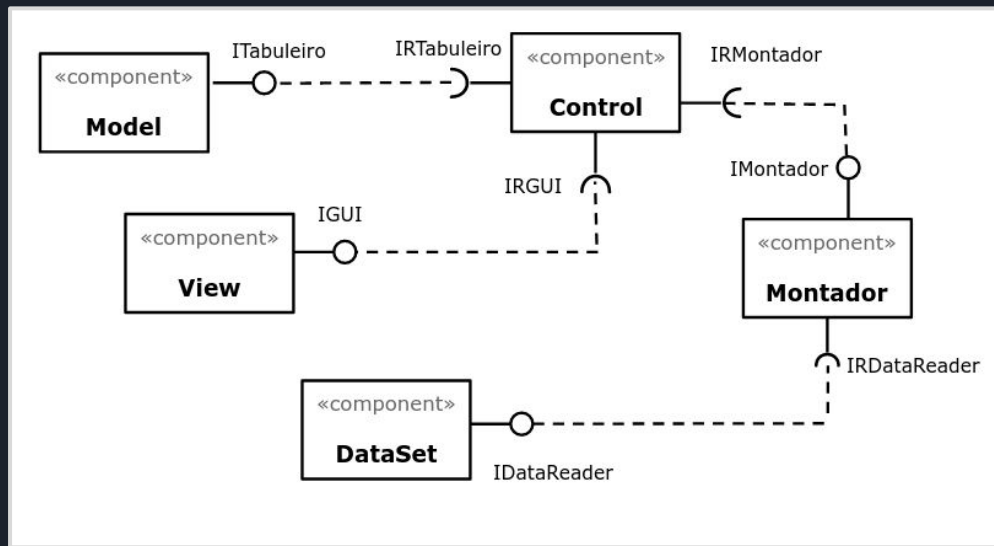 ITabuleiro
IRTabuleiro
IRMontador
«component»
Model
«component»
Control
IRGUI
IMontador
IGUI
«component»
View
«component»
Montador
IRDataReader
«component»
DataSet
IDataReader